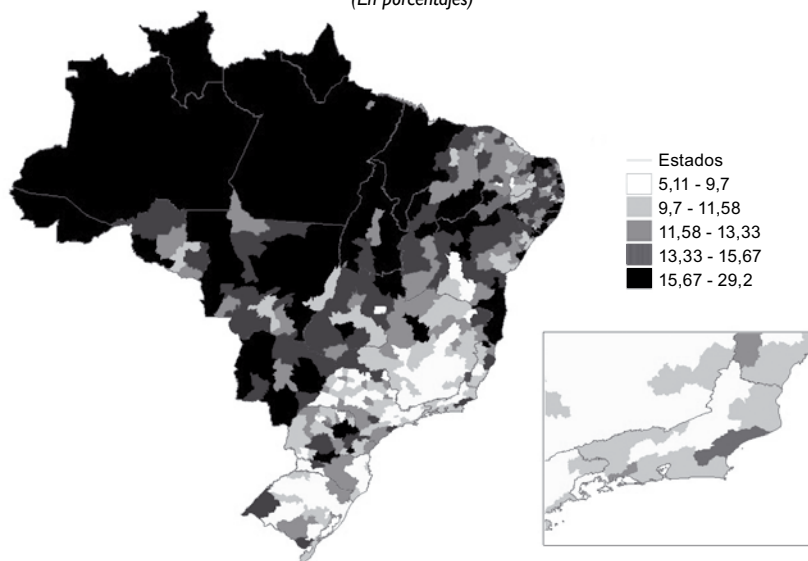 (En porcentajes)
Estados
5,11 - 9,7
9,7 - 11,58
11,58 - 13,33
13,33 - 15,67
15,67 - 29,2